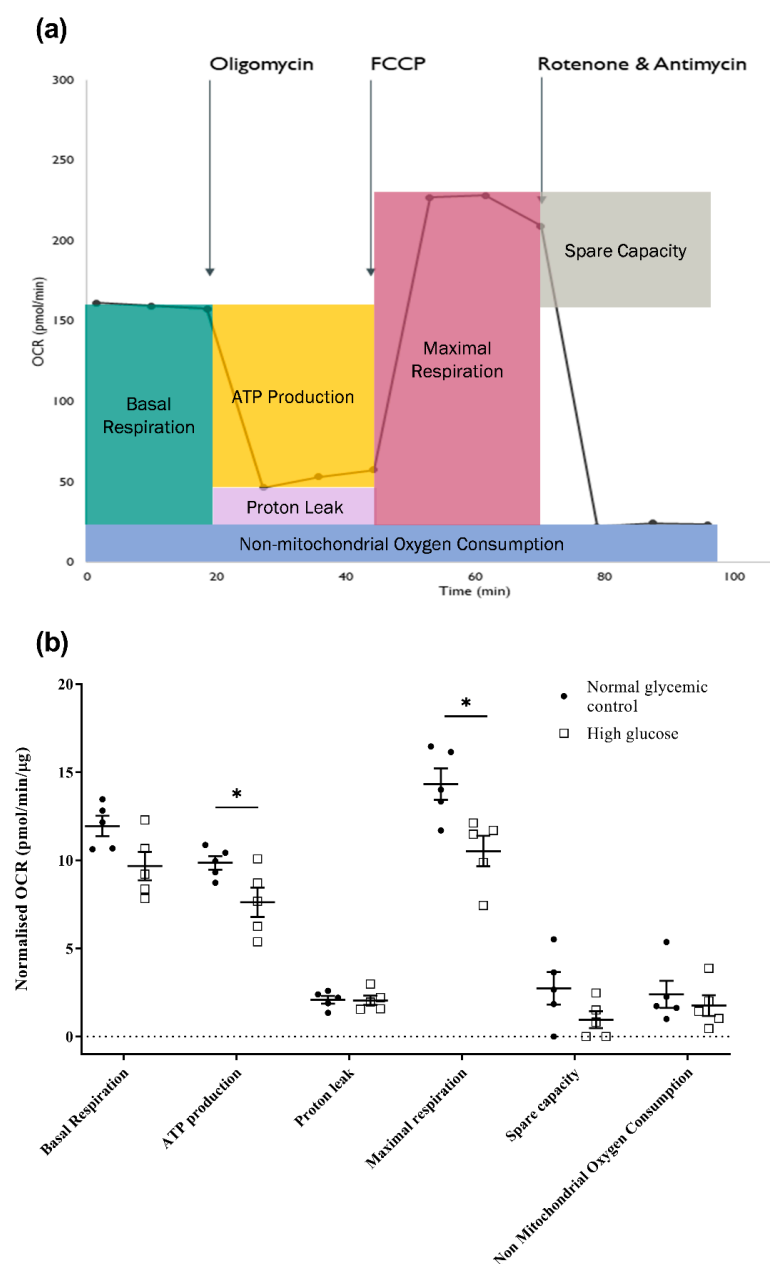 (a)
Oligomycin
FCCP
Rotenone & Antimycin
300
250
200
150
100
50
0
OCR (pmol/min)
Basal
Respiration
ATP Production
Proton Leak
Maximal
Respiration
Spare Capacity
Non-mitochondrial Oxygen Consumption
0
20
40
60
80
100
Time (min)
(b)
20
15
10
5
0
Normalised OCR (pmol/min/µg)
*
*
Normal glycemic
control
High glucose
Basal Respiration
ATP production
Proton leak
Maximal respiration
Spare capacity
Non Mitochondrial Oxygen Consumption